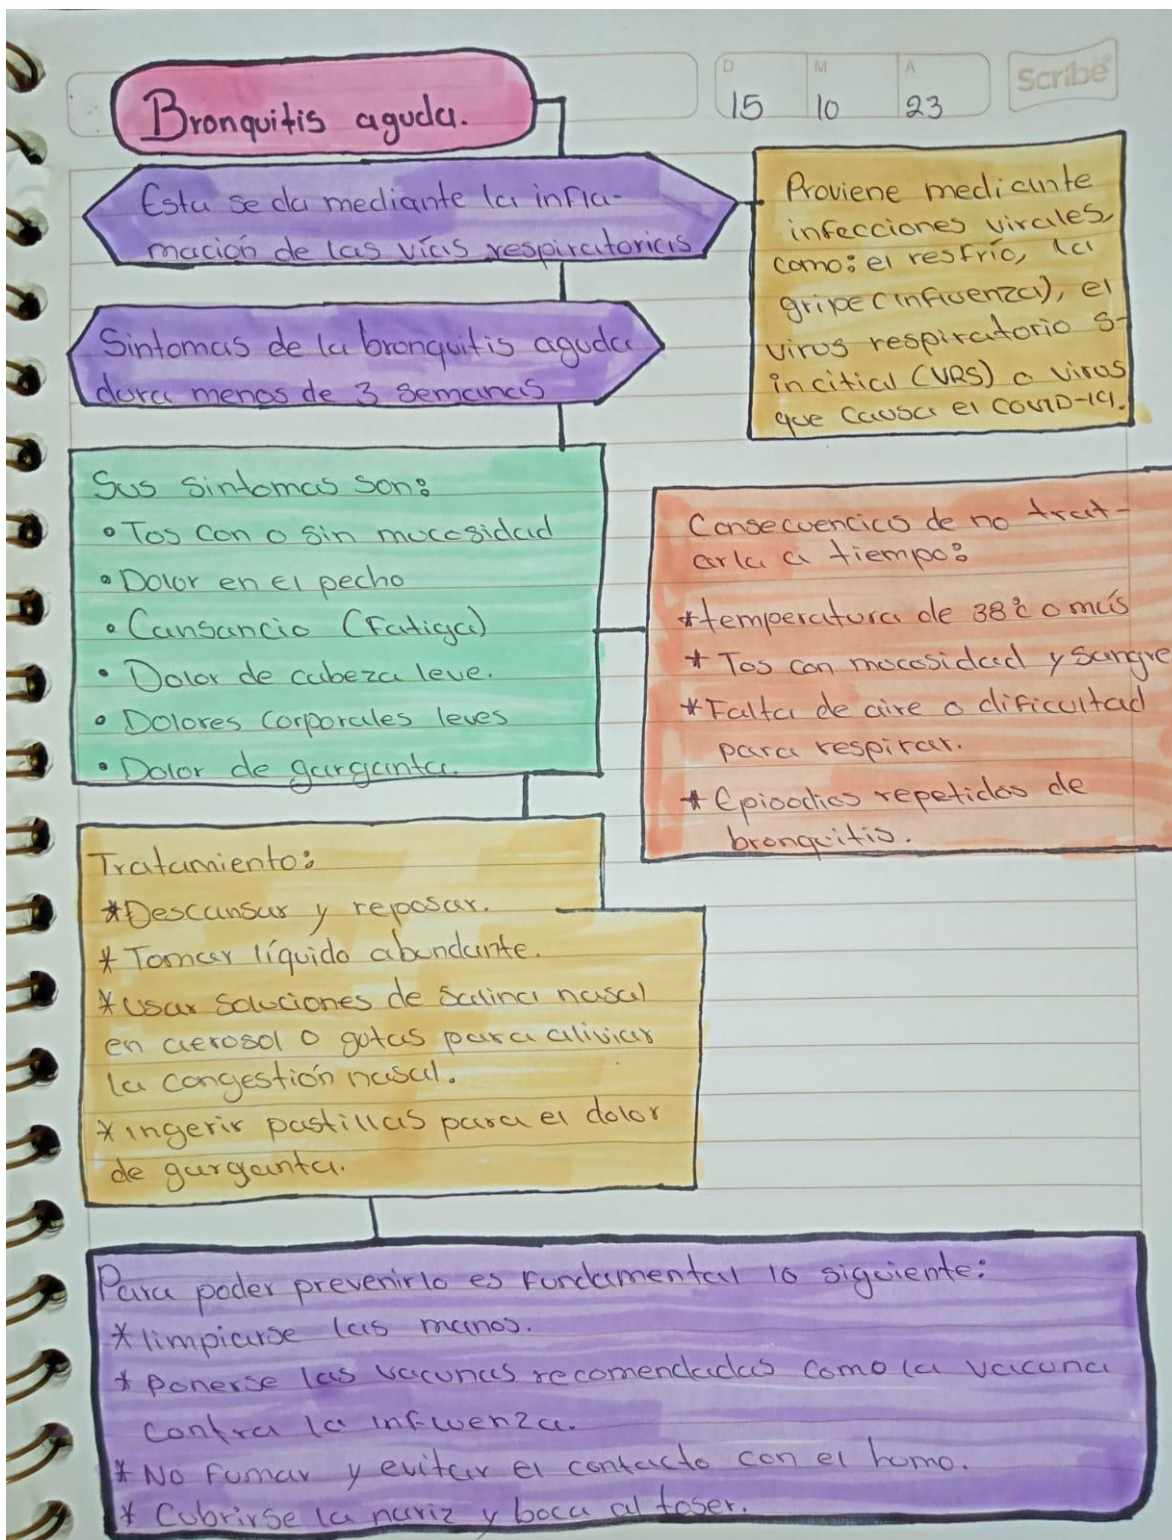 Scribe
D M A
15 10 23
Bronquitis aguda.
Esta se da mediante la infla-
mación de las vías respiratorias
Proviene mediante
infecciones virales,
como: el resfrío, la
gripe (influenza), el
virus respiratorio s-
incitial (VRS) o virus
que causa el COVID-19.
Sintomas de la bronquitis aguda
dura menos de 3 semanas
Sus sintomas son:
• Tos con o sin mucosidad
• Dolor en el pecho
• Cansancio (Fatiga)
• Dolor de cabeza leve.
• Dolores corporales leves
• Dolor de garganta.
Consecuencias de no trat-
arla a tiempo:
*temperatura de 38°c o más
* Tos con mocosidad y sangre
*Falta de aire o dificultad
para respirar.
* Epioodios repetidos de
bronquitis.
Tratamiento:
*Descansar y reposar.
* Tomar líquido abundante.
*Usar soluciones de salina nasal
en aerosol o gotas para aliviar
la congestión nasal.
*ingerir pastillas para el dolor
de garganta.
Para poder prevenirlo es fundamental lo siguiente:
*limpiarse las manos.
* Ponerse las vacunas recomendadas como la vacuna
contra la influenza.
* No fumar y evitar el contacto con el humo.
* Cubrirse la nariz y boca al toser.